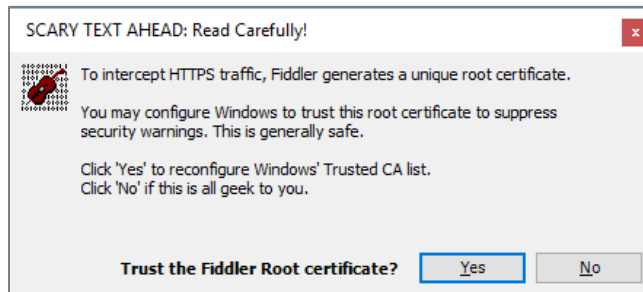 SCARY TEXT AHEAD: Read Carefully!
x
To intercept HTTPS traffic, Fiddler generates a unique root certificate.
You may configure Windows to trust this root certificate to suppress
security warnings. This is generally safe.
Click 'Yes' to reconfigure Windows' Trusted CA list.
Click 'No' if this is all geek to you.
Trust the Fiddler Root certificate? Yes No